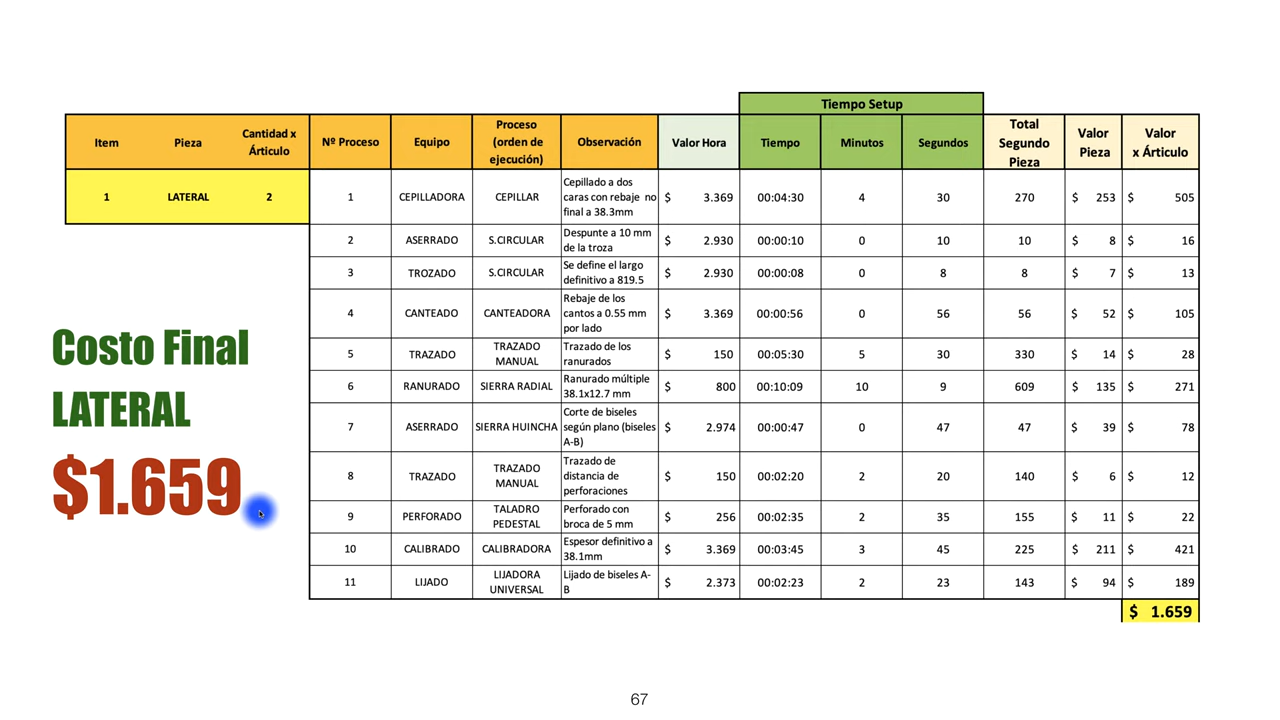 Tiempo Setup
Item Pieza Cantidad x Árticulo Nº Proceso Equipo Proceso (orden de ejecución) Observación Valor Hora Tiempo Minutos Segundos Total Segundo Pieza Valor Pieza Valor x Árticulo
1 LATERAL 2 1 CEPILLADORA CEPILLAR Cepillado a dos caras con rebaje no final a 38.3mm $ 3.369 00:04:30 4 30 270 $ 253 $ 505
2 ASERRADO S.CIRCULAR Despunte a 10 mm de la troza $ 2.930 00:00:10 0 10 10 $ 8 $ 16
3 TROZADO S.CIRCULAR Se define el largo definitivo a 819.5 $ 2.930 00:00:08 0 8 8 $ 7 $ 13
4 CANTEADO CANTEADORA Rebaje de los cantos a 0.55 mm por lado $ 3.369 00:00:56 0 56 56 $ 52 $ 105
5 TRAZADO TRAZADO MANUAL Trazado de los ranurados $ 150 00:05:30 5 30 330 $ 14 $ 28
6 RANURADO SIERRA RADIAL Ranurado múltiple 38.1x12.7 mm $ 800 00:10:09 10 9 609 $ 135 $ 271
7 ASERRADO SIERRA HUINCHA Corte de biseles según plano (biseles A-B) $ 2.974 00:00:47 0 47 47 $ 39 $ 78
8 TRAZADO TRAZADO MANUAL Trazado de distancia de perforaciones $ 150 00:02:20 2 20 140 $ 6 $ 12
9 PERFORADO TALADRO PEDESTAL Perforado con broca de 5 mm $ 256 00:02:35 2 35 155 $ 11 $ 22
10 CALIBRADO CALIBRADORA Espesor definitivo a 38.1mm $ 3.369 00:03:45 3 45 225 $ 211 $ 421
11 LIJADO LIJADORA UNIVERSAL Lijado de biseles A-B $ 2.373 00:02:23 2 23 143 $ 94 $ 189
$ 1.659
Costo Final
LATERAL
$1.659
67